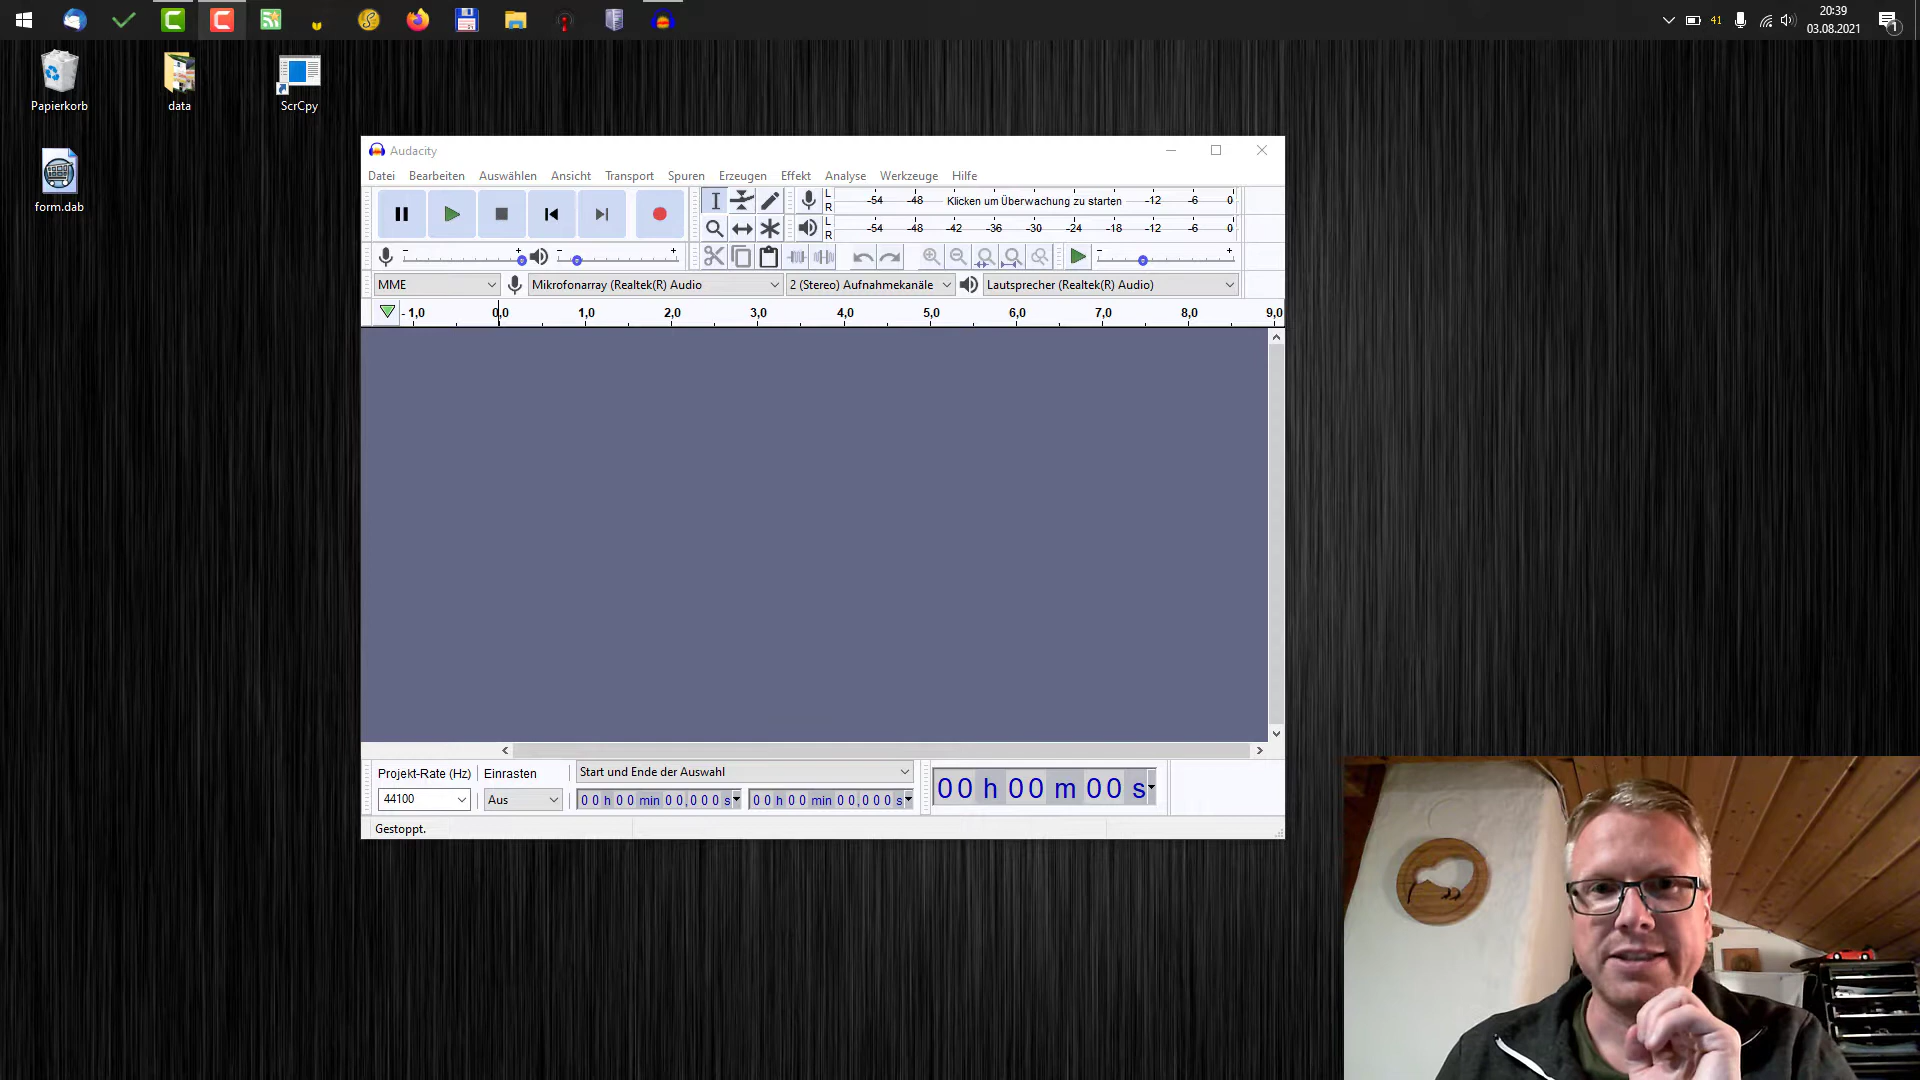 41
20:39
03.08.2021
1
Papierkorb
data
ScrCpy
form.dab
Audacity
Datei Bearbeiten Auswählen Ansicht Transport Spuren Erzeugen Effekt Analyse Werkzeuge Hilfe
L
R
-54 -48 Klicken um Überwachung zu starten -12 -6 0
L
R
-54 -48 -42 -36 -30 -24 -18 -12 -6 0
- + - + - +
MME Mikrofonarray (Realtek(R) Audio 2 (Stereo) Aufnahmekanäle Lautsprecher (Realtek(R) Audio)
- 1,0 0,0 1,0 2,0 3,0 4,0 5,0 6,0 7,0 8,0 9,0
Projekt-Rate (Hz) Einrasten Start und Ende der Auswahl
44100 Aus 00 h 00 min 00,000 s 00 h 00 min 00,000 s
00 h 00 m 00 s
Gestoppt.